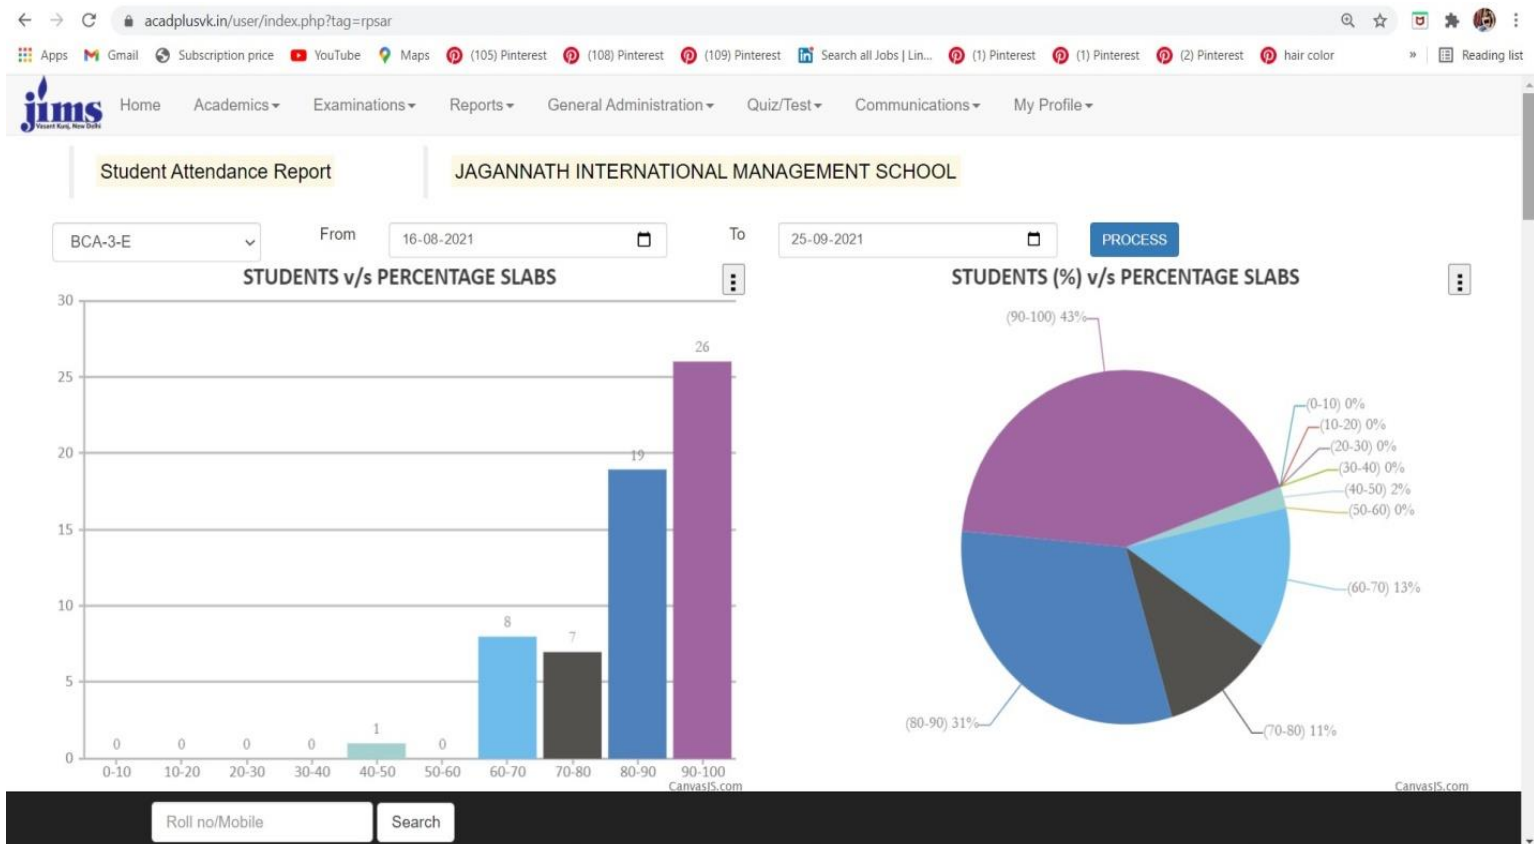 acadplusvk.in/user/index.php?tag=rpsar
Apps Gmail Subscription price YouTube Maps (105) Pinterest (108) Pinterest (109) Pinterest Search all Jobs | Lin... (1) Pinterest (1) Pinterest (2) Pinterest hair color » Reading list
jims Home Academics Examinations Reports General Administration Quiz/Test Communications My Profile
Vasant Kunj, New Delhi
Student Attendance Report JAGANNATH INTERNATIONAL MANAGEMENT SCHOOL
BCA-3-E From 16-08-2021 To 25-09-2021 PROCESS
STUDENTS v/s PERCENTAGE SLABS
30
25
20
15
10
5
0
0 0 0 0 1 0 8 7 19 26
0-10 10-20 20-30 30-40 40-50 50-60 60-70 70-80 80-90 90-100
CanvasJS.com
STUDENTS (%) v/s PERCENTAGE SLABS
(90-100) 43%
(0-10) 0%
(10-20) 0%
(20-30) 0%
(30-40) 0%
(40-50) 2%
(50-60) 0%
(60-70) 13%
(70-80) 11%
(80-90) 31%
CanvasJS.com
Roll no/Mobile Search